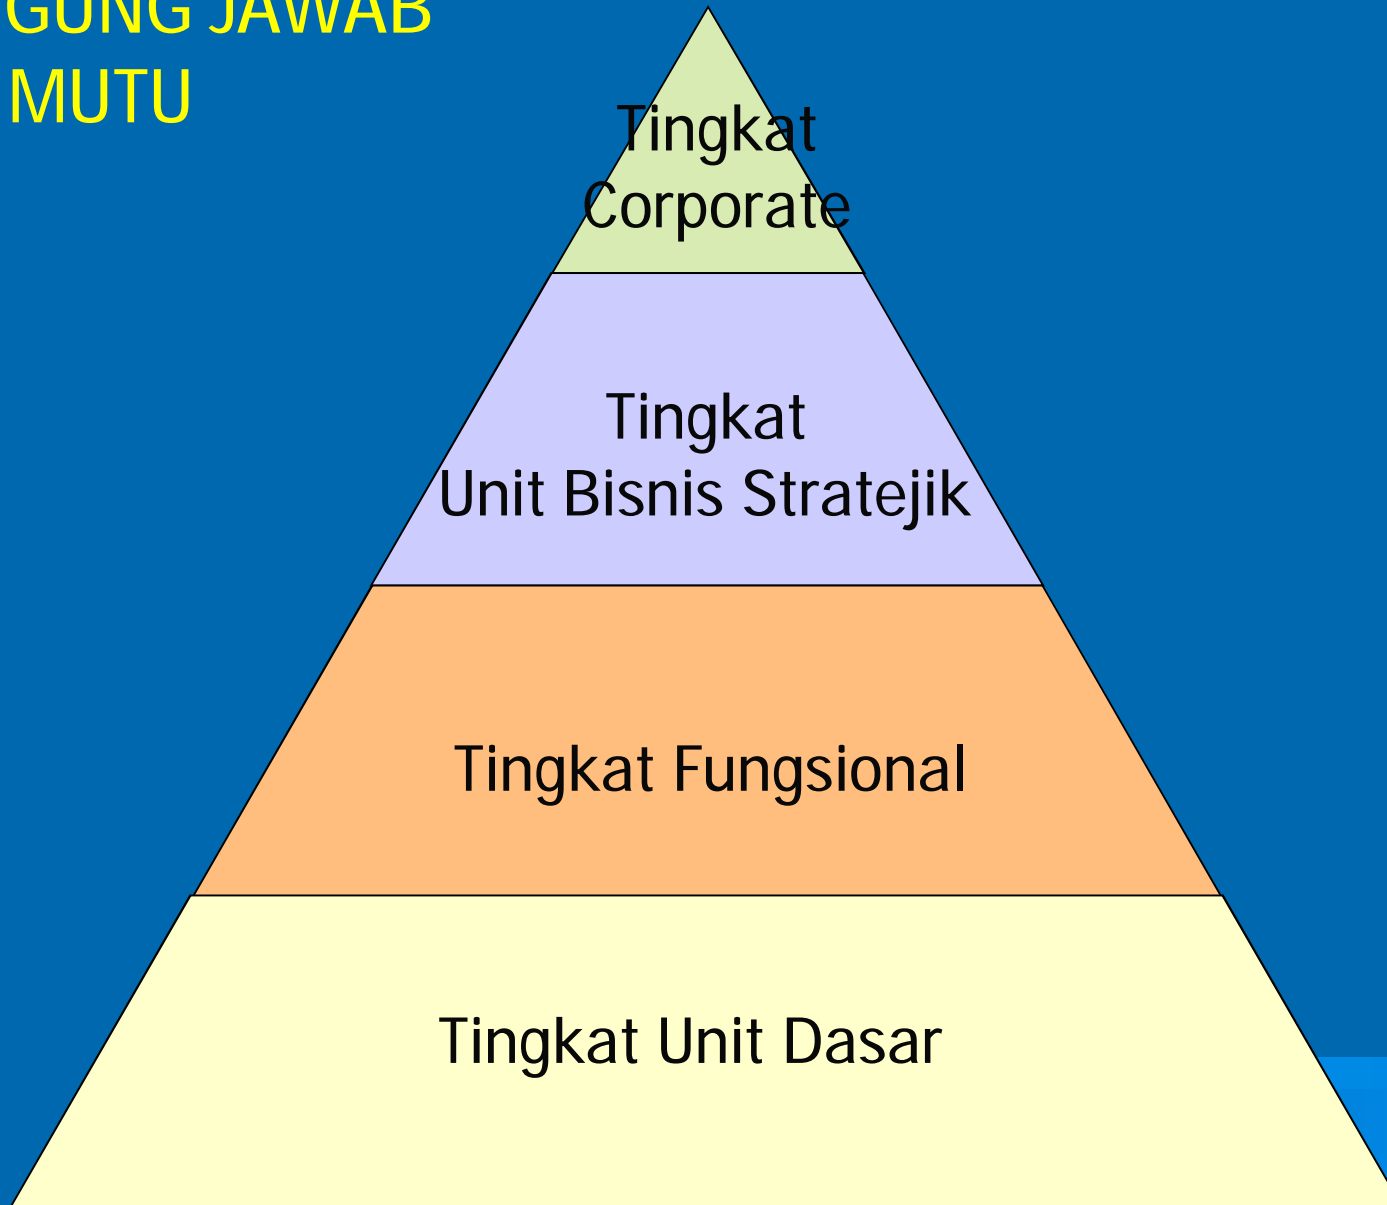 GUNG JAWAB
MUTU
Tingkat
Corporate
Tingkat
Unit Bisnis Stratejik
Tingkat Fungsional
Tingkat Unit Dasar